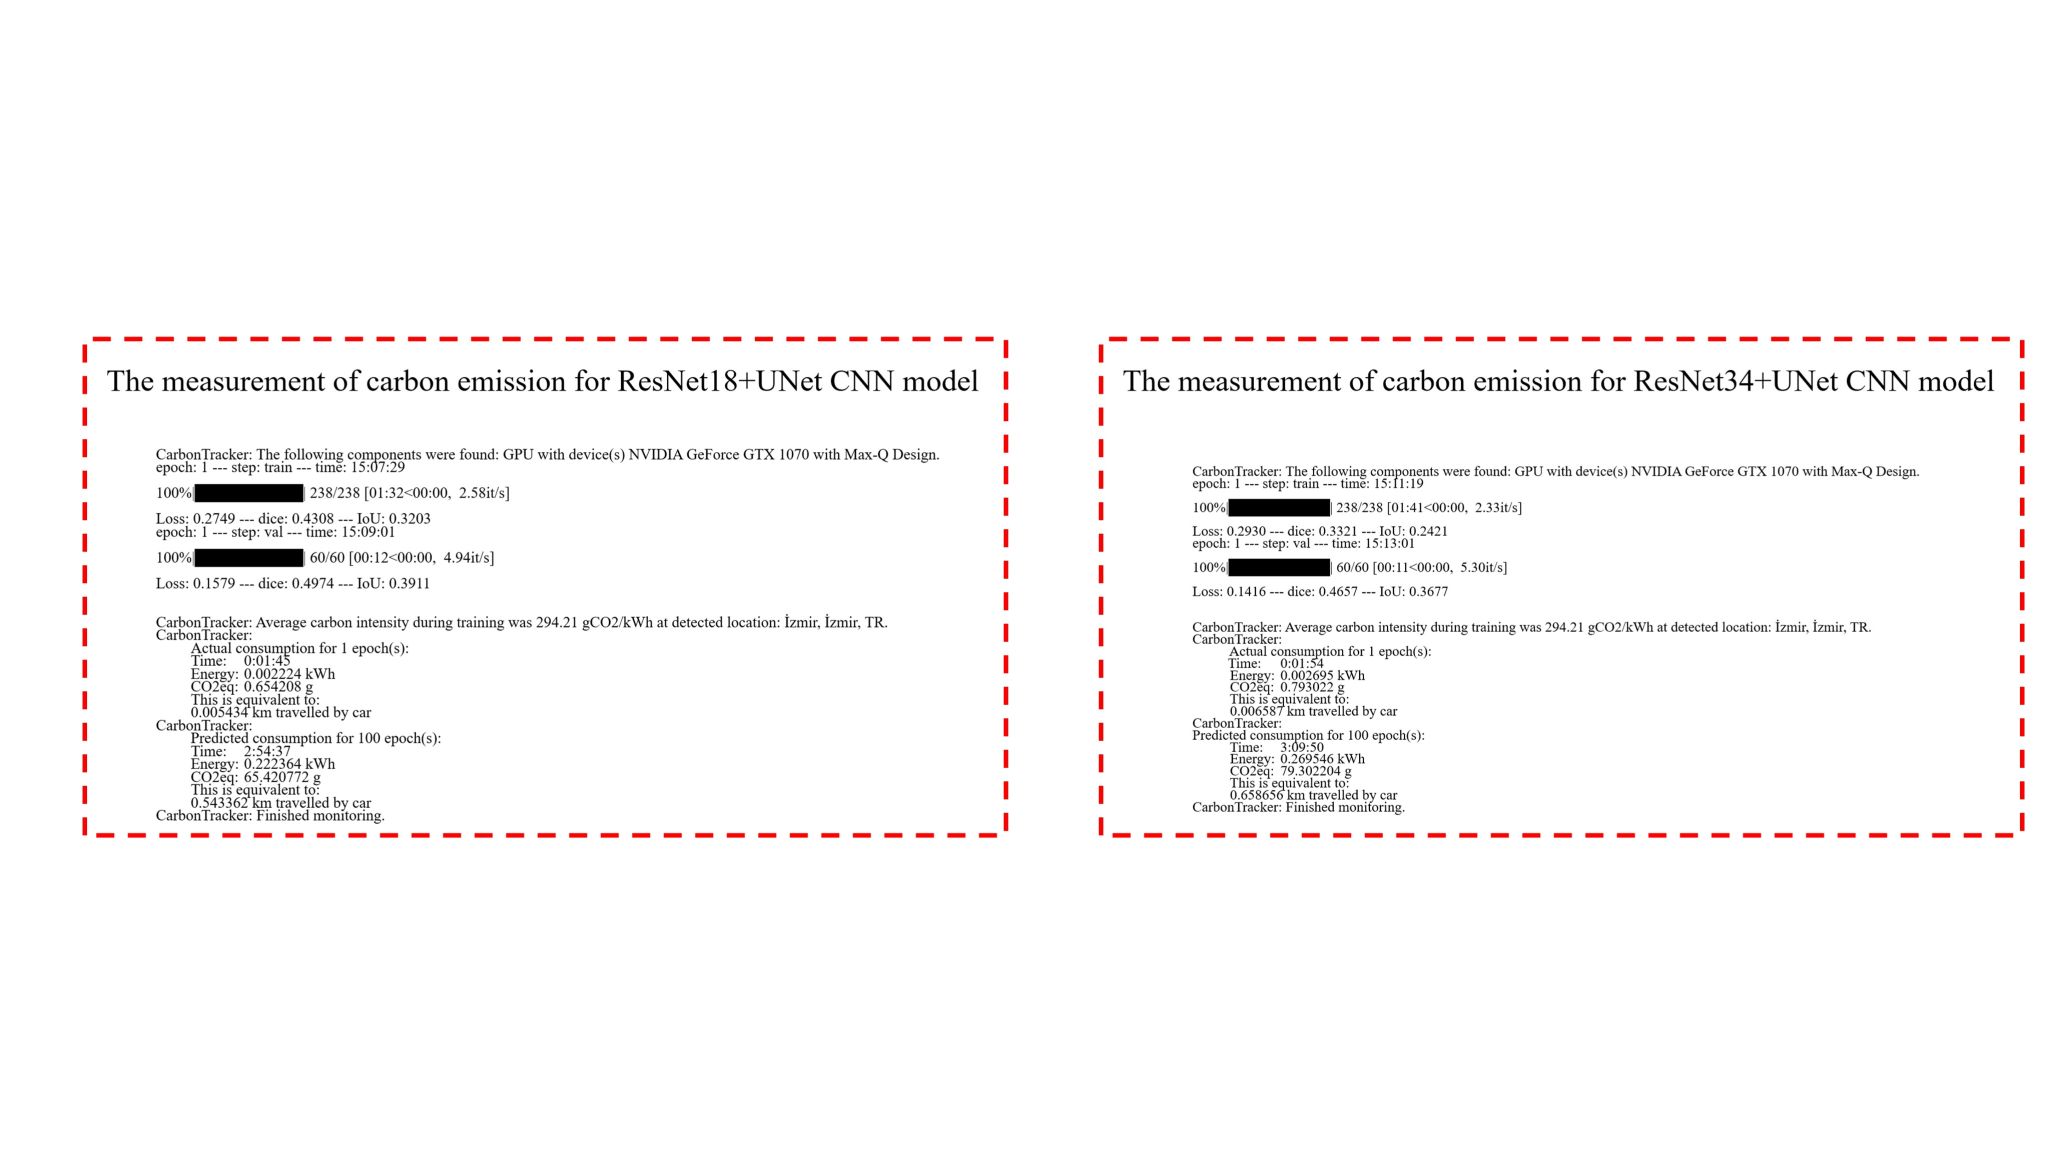 The measurement of carbon emission for ResNet18+UNet CNN model
CarbonTracker: The following components were found: GPU with device(s) NVIDIA GeForce GTX 1070 with Max-Q Design.
epoch: 1 --- step: train --- time: 15:07:29
100%| | 238/238 [01:32<00:00, 2.58it/s]
Loss: 0.2749 --- dice: 0.4308 --- IoU: 0.3203
epoch: 1 --- step: val --- time: 15:09:01
100%| | 60/60 [00:12<00:00, 4.94it/s]
Loss: 0.1579 --- dice: 0.4974 --- IoU: 0.3911
CarbonTracker: Average carbon intensity during training was 294.21 gCO2/kWh at detected location: İzmir, İzmir, TR.
CarbonTracker:
Actual consumption for 1 epoch(s):
Time: 0:01:45
Energy: 0.002224 kWh
CO2eq: 0.654208 g
This is equivalent to:
0.005434 km travelled by car
CarbonTracker:
Predicted consumption for 100 epoch(s):
Time: 2:54:37
Energy: 0.222364 kWh
CO2eq: 65.420772 g
This is equivalent to:
0.543362 km travelled by car
CarbonTracker: Finished monitoring.
The measurement of carbon emission for ResNet34+UNet CNN model
CarbonTracker: The following components were found: GPU with device(s) NVIDIA GeForce GTX 1070 with Max-Q Design.
epoch: 1 --- step: train --- time: 15:11:19
100%| | 238/238 [01:41<00:00, 2.33it/s]
Loss: 0.2930 --- dice: 0.3321 --- IoU: 0.2421
epoch: 1 --- step: val --- time: 15:13:01
100%| | 60/60 [00:11<00:00, 5.30it/s]
Loss: 0.1416 --- dice: 0.4657 --- IoU: 0.3677
CarbonTracker: Average carbon intensity during training was 294.21 gCO2/kWh at detected location: İzmir, İzmir, TR.
CarbonTracker:
Actual consumption for 1 epoch(s):
Time: 0:01:54
Energy: 0.002695 kWh
CO2eq: 0.793022 g
This is equivalent to:
0.006587 km travelled by car
CarbonTracker:
Predicted consumption for 100 epoch(s):
Time: 3:09:50
Energy: 0.269546 kWh
CO2eq: 79.302204 g
This is equivalent to:
0.658656 km travelled by car
CarbonTracker: Finished monitoring.